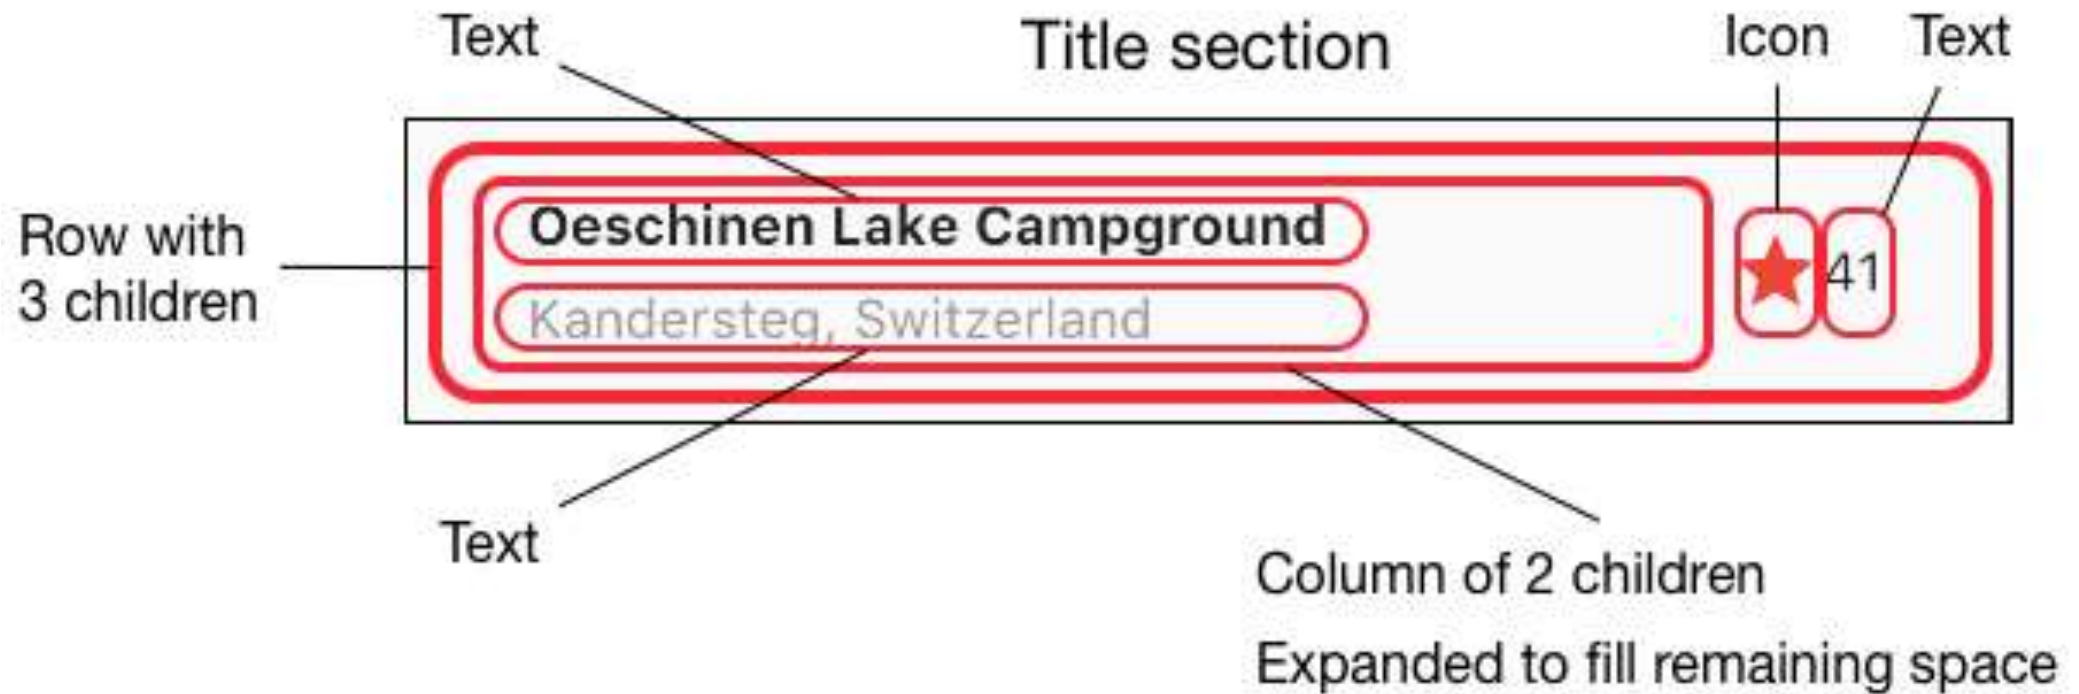 Text
Title section
Icon
Text
Row with
3 children
Oeschinen Lake Campground
Kandersteg, Switzerland
41
Text
Column of 2 children
Expanded to fill remaining space